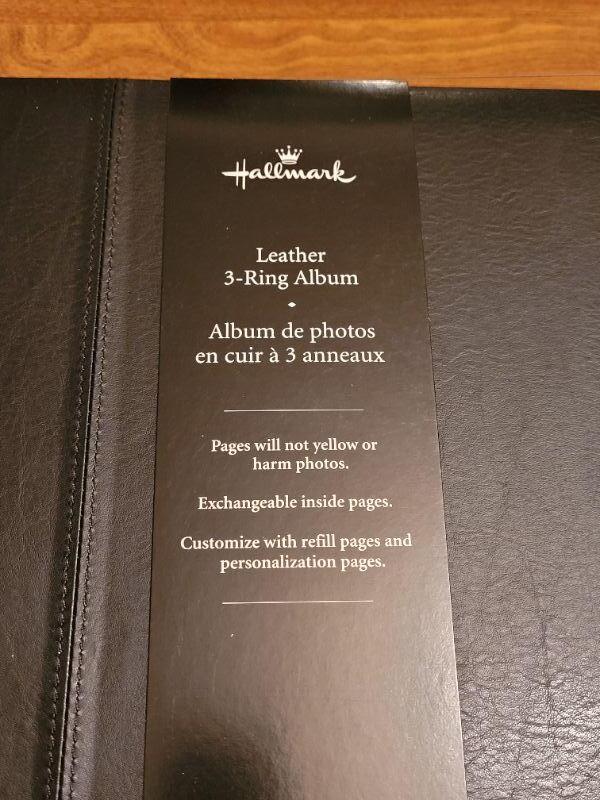 Hallmark
Leather
3-Ring Album
Album de photos
en cuir à 3 anneaux
Pages will not yellow or
harm photos.
Exchangeable inside pages.
Customize with refill pages and
personalization pages.